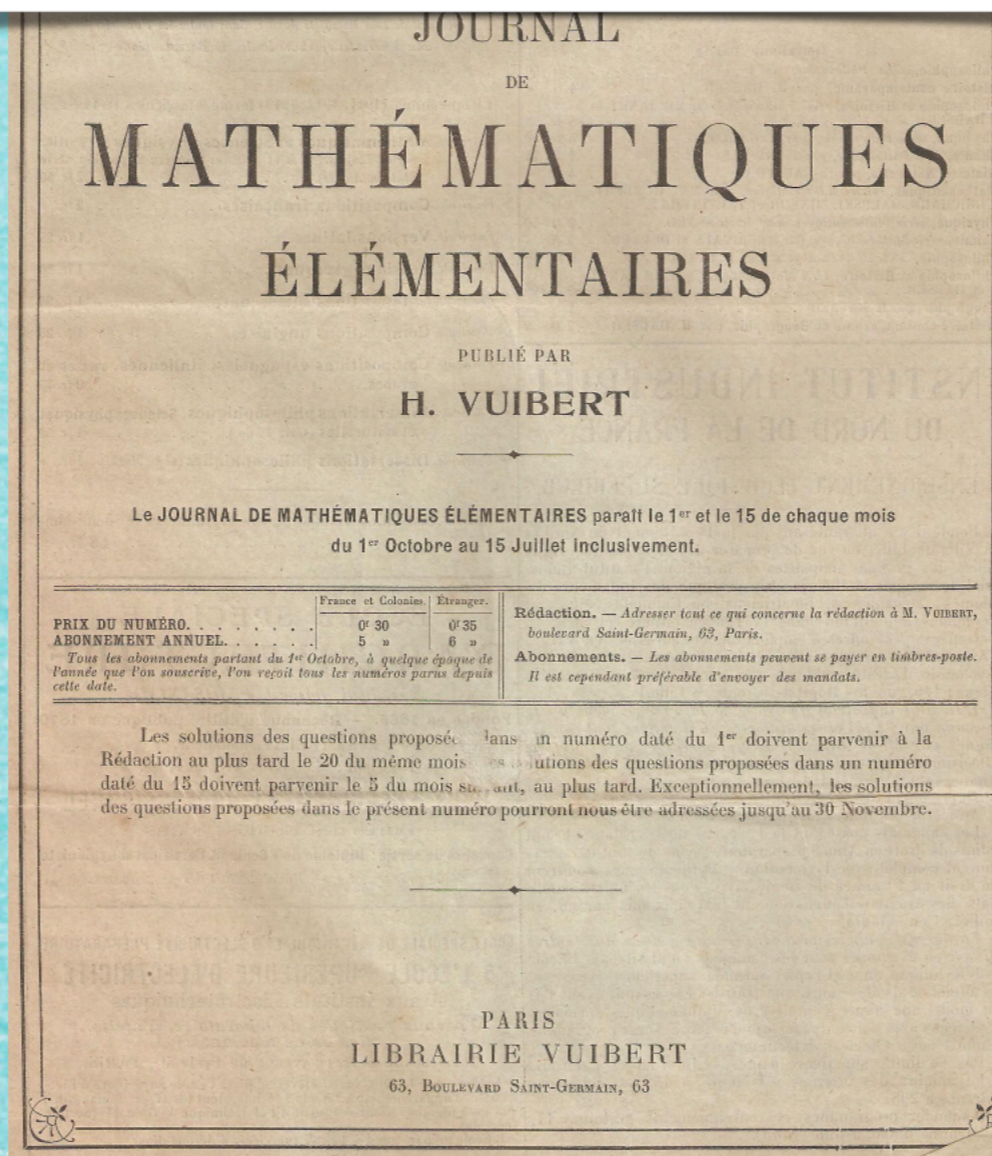 JOURNAL
DE
MATHÉMATIQUES
ÉLÉMENTAIRES
PUBLIÉ PAR
H. VUIBERT
Le JOURNAL DE MATHÉMATIQUES ÉLÉMENTAIRES paraît le 1er et le 15 de chaque mois
du 1er Octobre au 15 Juillet inclusivement.
France et Colonies. Étranger.
PRIX DU NUMÉRO. . . . . . . . 0f 30 0f 35
ABONNEMENT ANNUEL. . . . . . 5 » 6 »
Tous les abonnements partant du 1er Octobre, à quelque époque de
l'année que l'on souscrive, l'on reçoit tous les numéros parus depuis
cette date.
Rédaction. — Adresser tout ce qui concerne la rédaction à M. VUIBERT,
boulevard Saint-Germain, 63, Paris.
Abonnements. — Les abonnements peuvent se payer en timbres-poste.
Il est cependant préférable d'envoyer des mandats.
Les solutions des questions numéro daté du 1er doivent parvenir à la
Rédaction au plus tard le 20 du même mois des questions proposées dans un numéro
daté du 15 doivent parvenir le 5 du mois au plus tard. Exceptionnellement, les solutions
des questions proposées dans le présent numéro pourront nous être adressées jusqu'au 30 Novembre.
PARIS
LIBRAIRIE VUIBERT
63, BOULEVARD SAINT-GERMAIN, 63